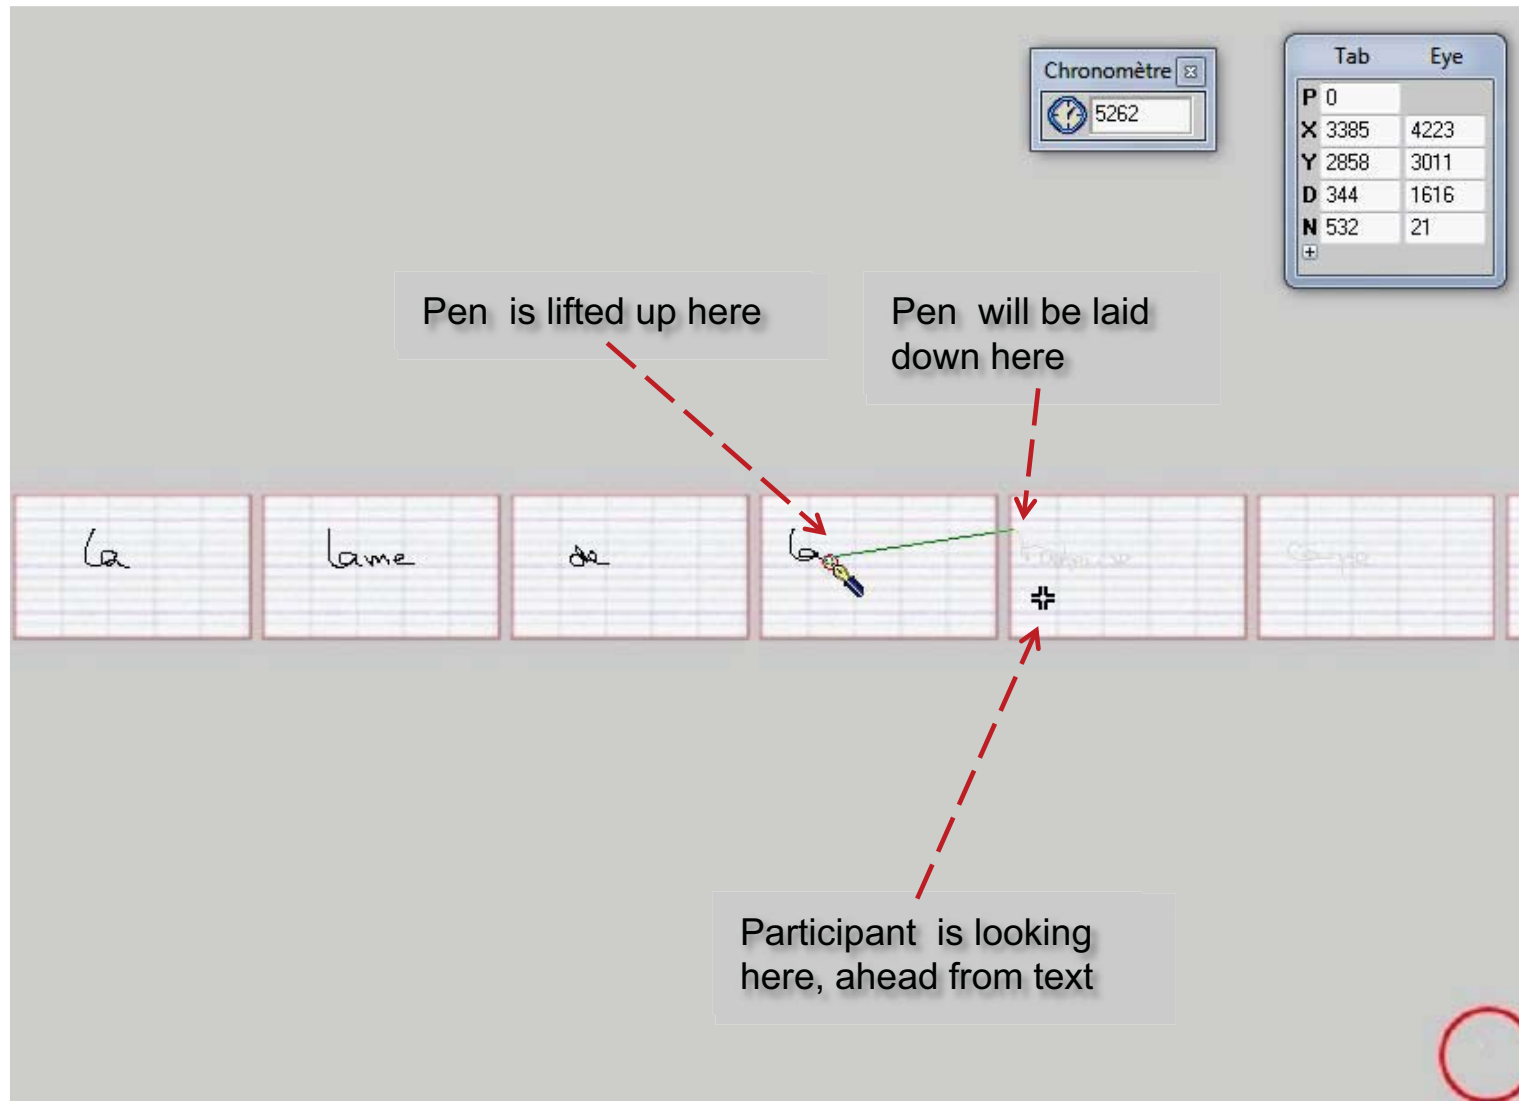 Chronomètre
5262
Tab Eye
P 0
X 3385 4223
Y 2858 3011
D 344 1616
N 532 21
Pen is lifted up here
Pen will be laid
down here
La lame de la
Participant is looking
here, ahead from text